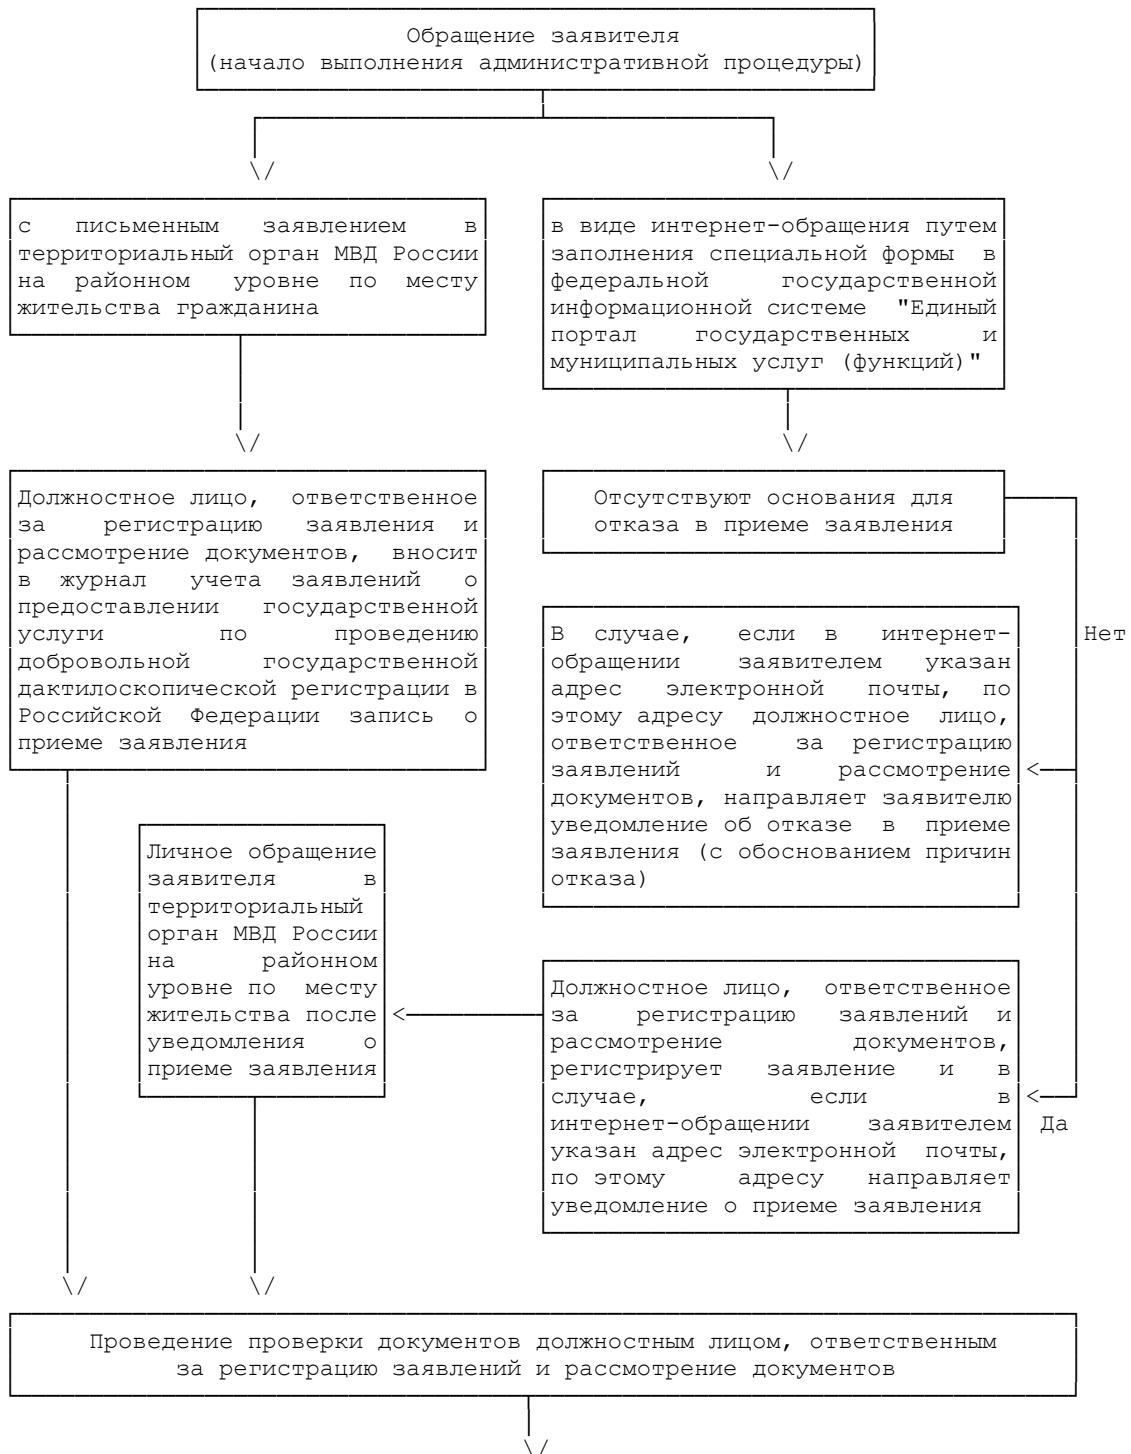 Обращение заявителя
(начало выполнения административной процедуры)
с письменным заявлением в
территориальный орган МВД России
на районном уровне по месту
жительства гражданина
в виде интернет-обращения путем
заполнения специальной формы в
федеральной государственной
информационной системе "Единый
портал государственных и
муниципальных услуг (функций)"
Должностное лицо, ответственное
за регистрацию заявления и
рассмотрение документов, вносит
в журнал учета заявлений о
предоставлении государственной
услуги по проведению
добровольной государственной
дактилоскопической регистрации в
Российской Федерации запись о
приеме заявления
Отсутствуют основания для
отказа в приеме заявления
Нет
В случае, если в интернет-
обращении заявителем указан
адрес электронной почты, по
этому адресу должностное лицо,
ответственное за регистрацию
заявлений и рассмотрение
документов, направляет заявителю
уведомление об отказе в приеме
заявления (с обоснованием причин
отказа)
Личное обращение
заявителя в
территориальный
орган МВД России
на районном
уровне по месту
жительства после
уведомления о
приеме заявления
Должностное лицо, ответственное
за регистрацию заявлений и
рассмотрение документов,
регистрирует заявление и в
случае, если в
интернет-обращении заявителем
указан адрес электронной почты,
по этому адресу направляет
уведомление о приеме заявления
Да
Проведение проверки документов должностным лицом, ответственным
за регистрацию заявлений и рассмотрение документов